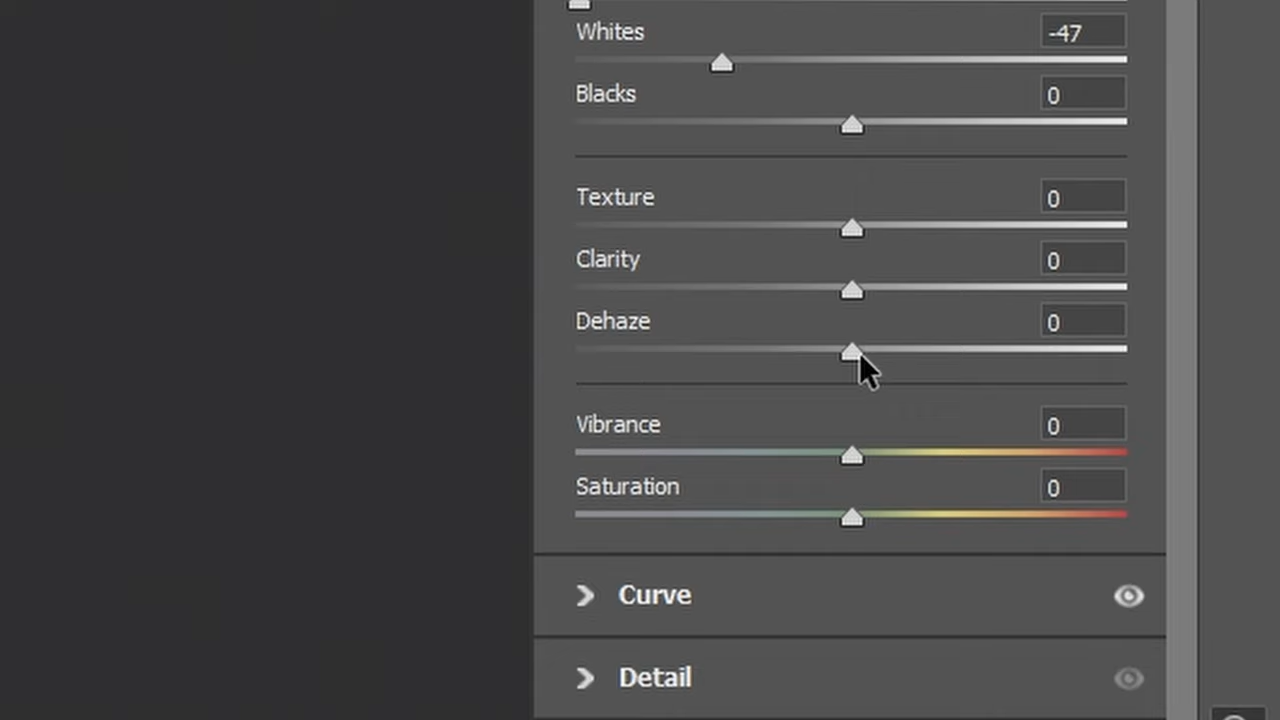 Whites -47
Blacks 0
Texture 0
Clarity 0
Dehaze 0
Vibrance 0
Saturation 0
Curve
Detail